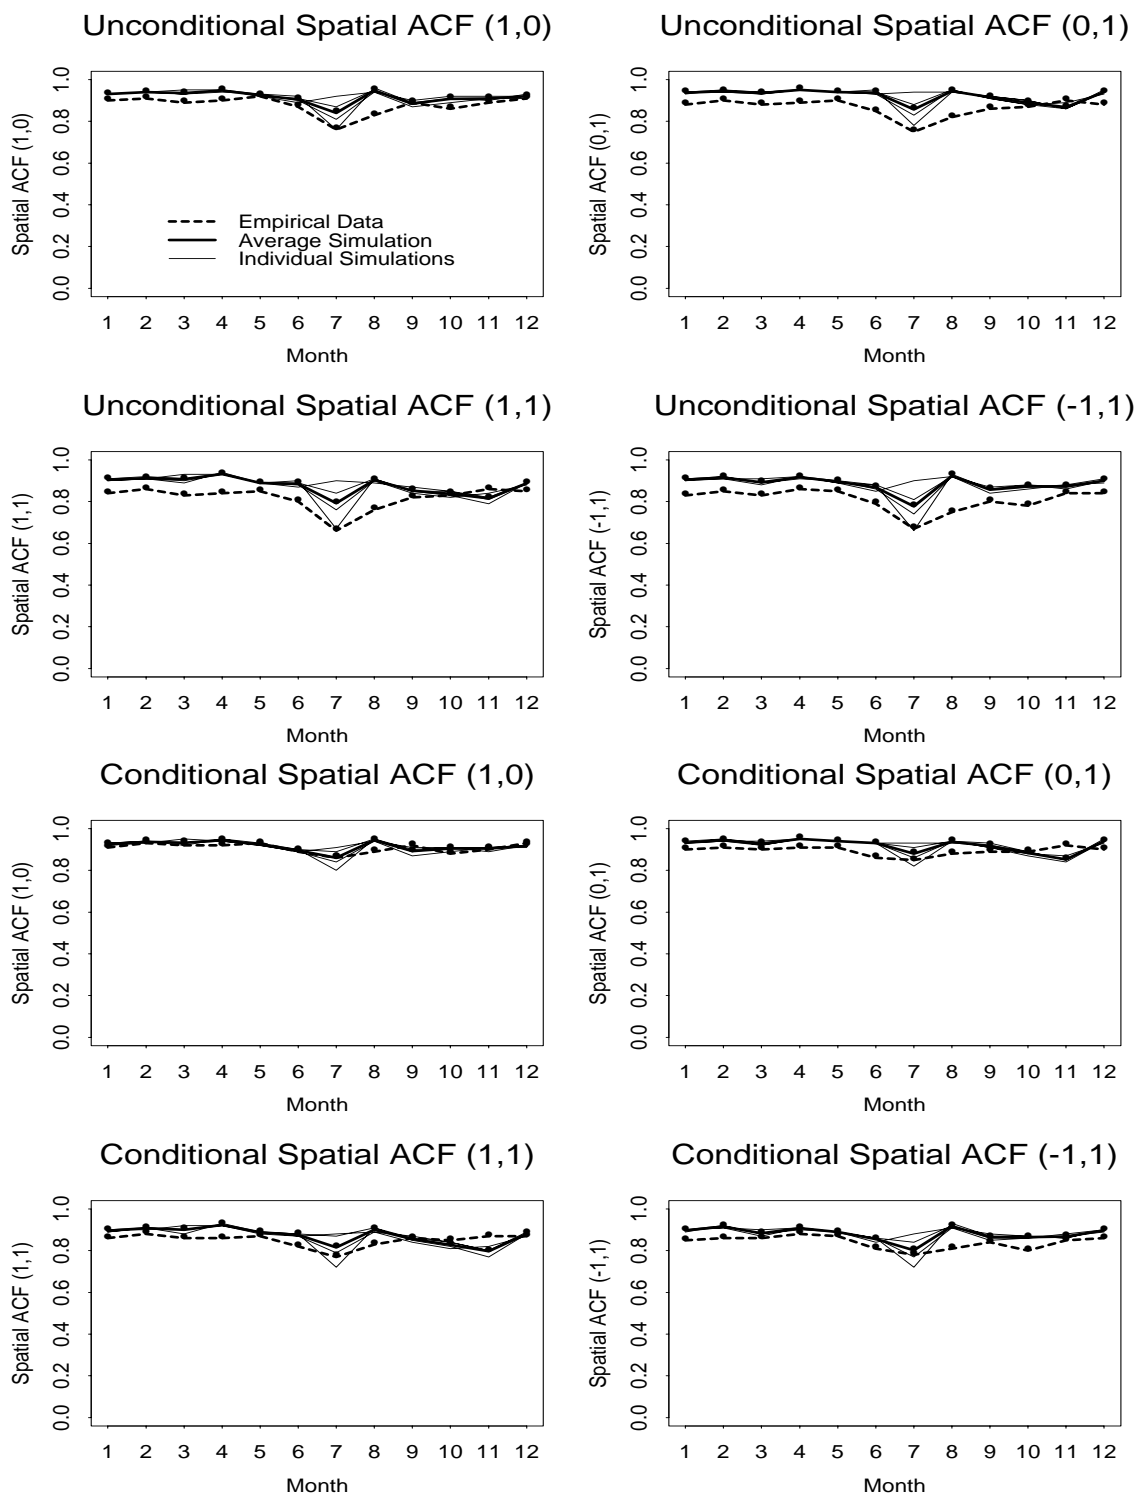 Unconditional Spatial ACF (1,0)
Spatial ACF (1,0)
0.0 0.2 0.4 0.6 0.8 1.0
Empirical Data
Average Simulation
Individual Simulations
1 2 3 4 5 6 7 8 9 10 11 12
Month
Unconditional Spatial ACF (0,1)
Spatial ACF (0,1)
0.0 0.2 0.4 0.6 0.8 1.0
1 2 3 4 5 6 7 8 9 10 11 12
Month
Unconditional Spatial ACF (1,1)
Spatial ACF (1,1)
0.0 0.2 0.4 0.6 0.8 1.0
1 2 3 4 5 6 7 8 9 10 11 12
Month
Unconditional Spatial ACF (-1,1)
Spatial ACF (-1,1)
0.0 0.2 0.4 0.6 0.8 1.0
1 2 3 4 5 6 7 8 9 10 11 12
Month
Conditional Spatial ACF (1,0)
Spatial ACF (1,0)
0.0 0.2 0.4 0.6 0.8 1.0
1 2 3 4 5 6 7 8 9 10 11 12
Month
Conditional Spatial ACF (0,1)
Spatial ACF (0,1)
0.0 0.2 0.4 0.6 0.8 1.0
1 2 3 4 5 6 7 8 9 10 11 12
Month
Conditional Spatial ACF (1,1)
Spatial ACF (1,1)
0.0 0.2 0.4 0.6 0.8 1.0
1 2 3 4 5 6 7 8 9 10 11 12
Month
Conditional Spatial ACF (-1,1)
Spatial ACF (-1,1)
0.0 0.2 0.4 0.6 0.8 1.0
1 2 3 4 5 6 7 8 9 10 11 12
Month